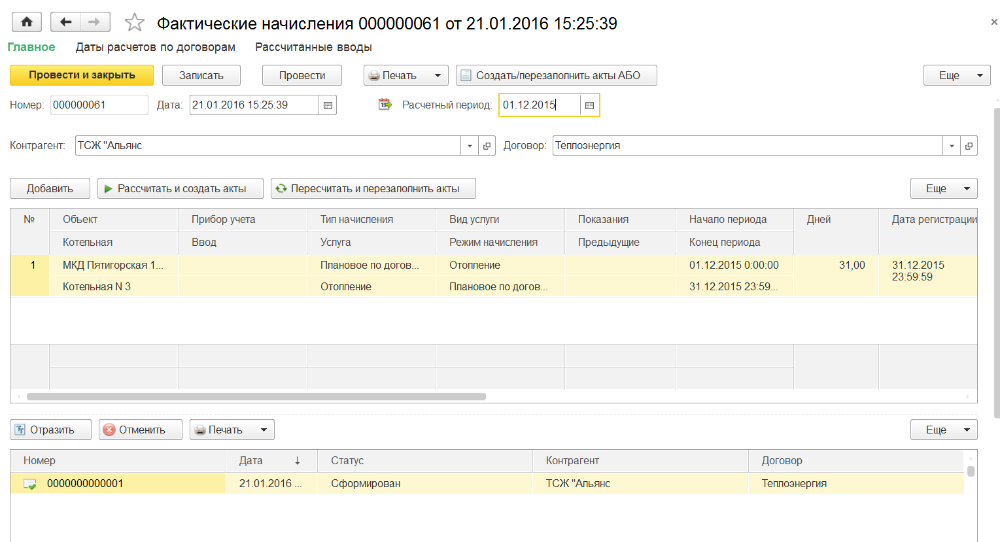 Фактические начисления 000000061 от 21.01.2016 15:25:39
Главное Даты расчетов по договорам Рассчитанные вводы
Провести и закрыть Записать Провести Печать Создать/перезаполнить акты АБО Еще
Номер: 000000061 Дата: 21.01.2016 15:25:39 Расчетный период: 01.12.2015
Контрагент: ТСЖ "Альянс Договор: Теплоэнергия
Добавить Рассчитать и создать акты Пересчитать и перезаполнить акты Еще
№ Объект Прибор учета Тип начисления Вид услуги Показания Начало периода Дней Дата регистрации
Котельная Ввод Услуга Режим начисления Предыдущие Конец периода
1 МКД Пятигорская 1... Плановое по догов... Отопление 01.12.2015 0:00:00 31,00 31.12.2015
23:59:59
Котельная N 3 Отопление Плановое по догов... 31.12.2015 23:59...
Отразить Отменить Печать Еще
Номер Дата ↓ Статус Контрагент Договор
0000000000001 21.01.2016 ... Сформирован ТСЖ "Альянс Теплоэнергия